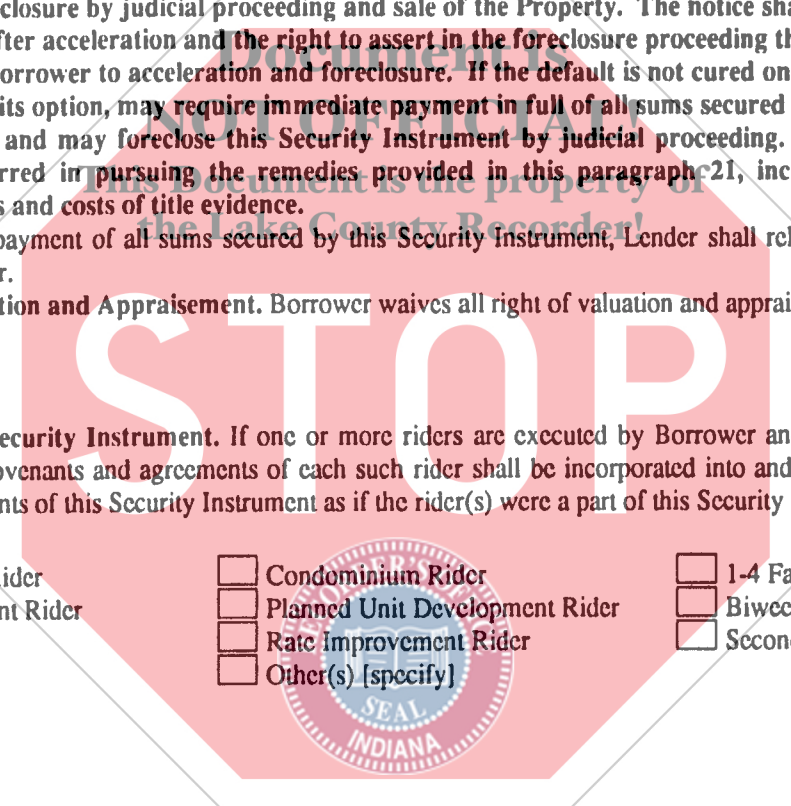 closure by judicial proceeding and sale of the Property. The notice sha
fter acceleration and the right to assert in the foreclosure proceeding th
orrower to acceleration and foreclosure. If the default is not cured on
its option, may require immediate payment in full of all sums secured
and may foreclose this Security Instrument by judicial proceeding.
rred in pursuing the remedies provided in this paragraph 21, inc
s and costs of title evidence.
payment of all sums secured by this Security Instrument, Lender shall rel
r.
tion and Appraisement. Borrower waives all right of valuation and apprai
ecurity Instrument. If one or more riders are executed by Borrower an
ovenants and agreements of each such rider shall be incorporated into and
nts of this Security Instrument as if the rider(s) were a part of this Security
ider
Condominium Rider
1-4 Fa
nt Rider
Planned Unit Development Rider
Biwee
Rate Improvement Rider
Secon
Other(s) [specify]
Document is
NOT OFFICIAL!
This Document is the property of
the Lake County Recorder!
STOP
RECORDER'S OFFIC
SEAL
INDIANA